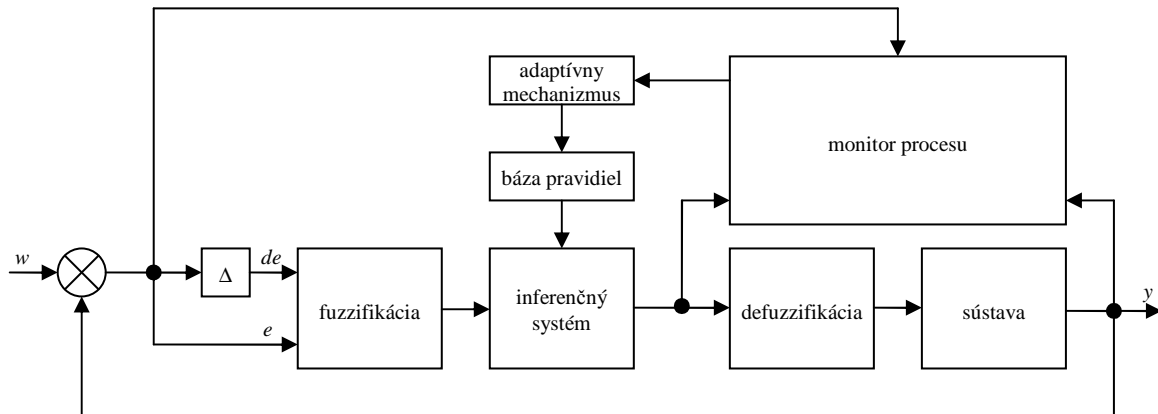 adaptívny
mechanizmus
monitor procesu
báza pravidiel
w
Δ
de
e
fuzzifikácia
inferenčný
systém
defuzzifikácia
sústava
y